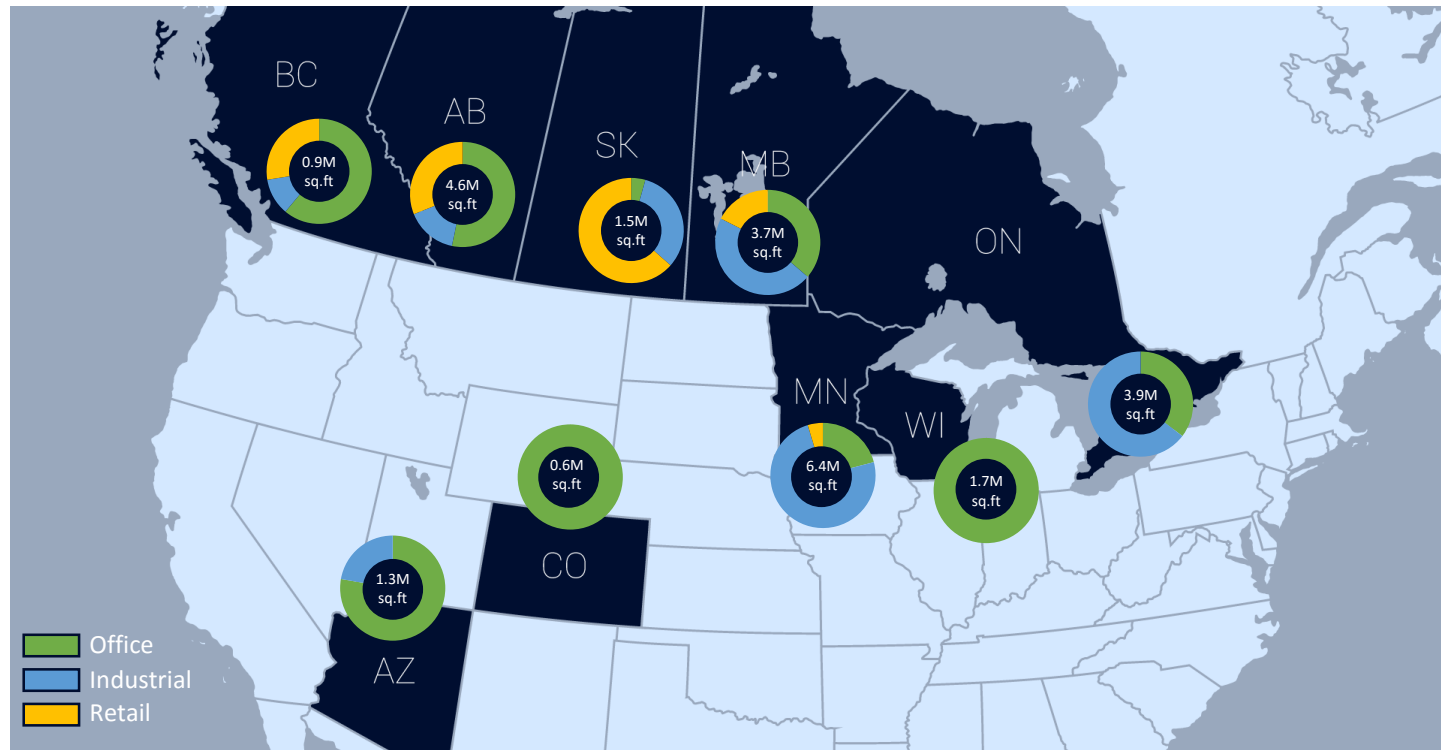 BC
0.9M
sq.ft
AB
4.6M
sq.ft
SK
1.5M
sq.ft
MB
3.7M
sq.ft
ON
3.9M
sq.ft
MN
6.4M
sq.ft
WI
1.7M
sq.ft
0.6M
sq.ft
CO
1.3M
sq.ft
AZ
Office
Industrial
Retail